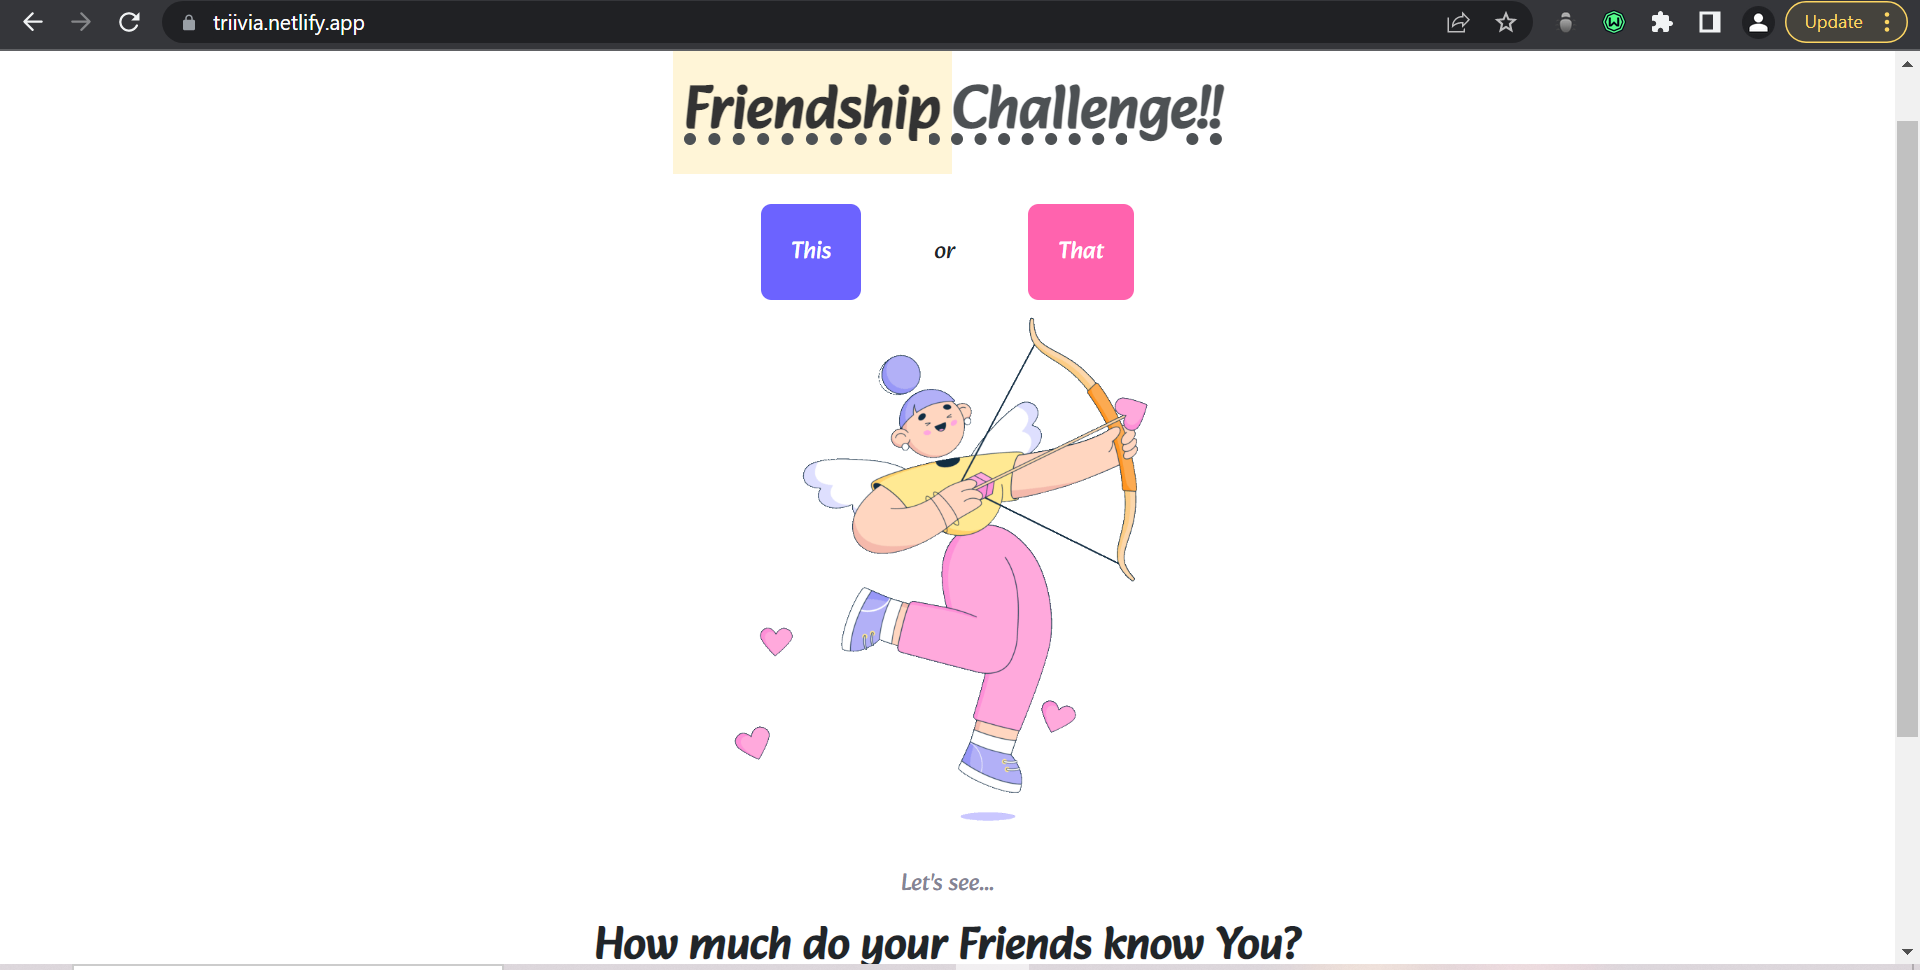 triivia.netlify.app
Update
Friendship Challenge!!
This or That
Let's see...
How much do your Friends know You?